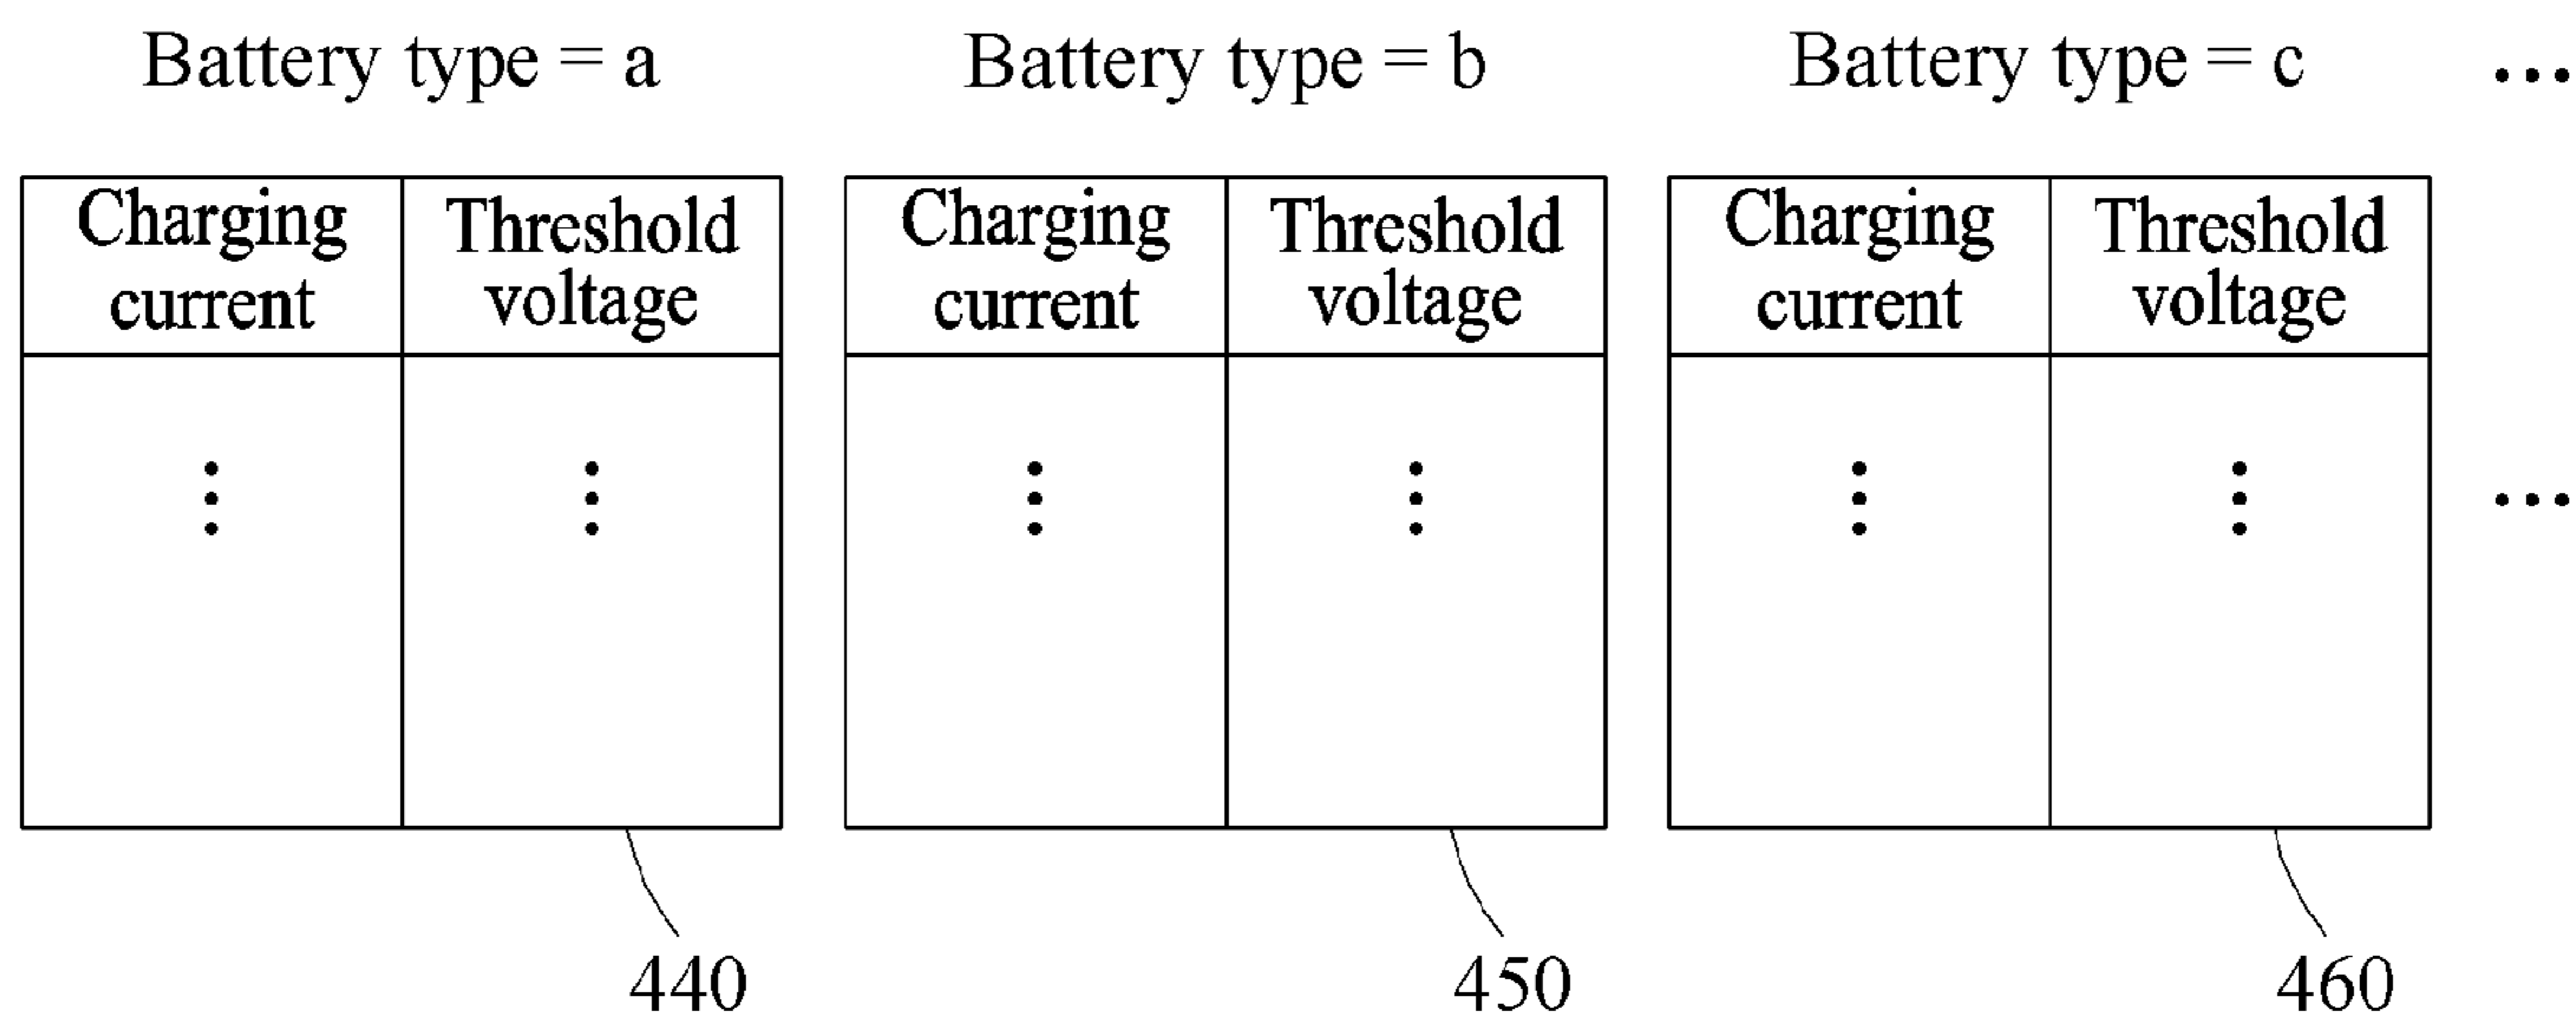 Battery type = a Battery type = b Battery type = c ...
Charging current Threshold voltage Charging current Threshold voltage Charging current Threshold voltage
⋮ ⋮ ⋮ ⋮ ⋮ ⋮ ...
440 450 460